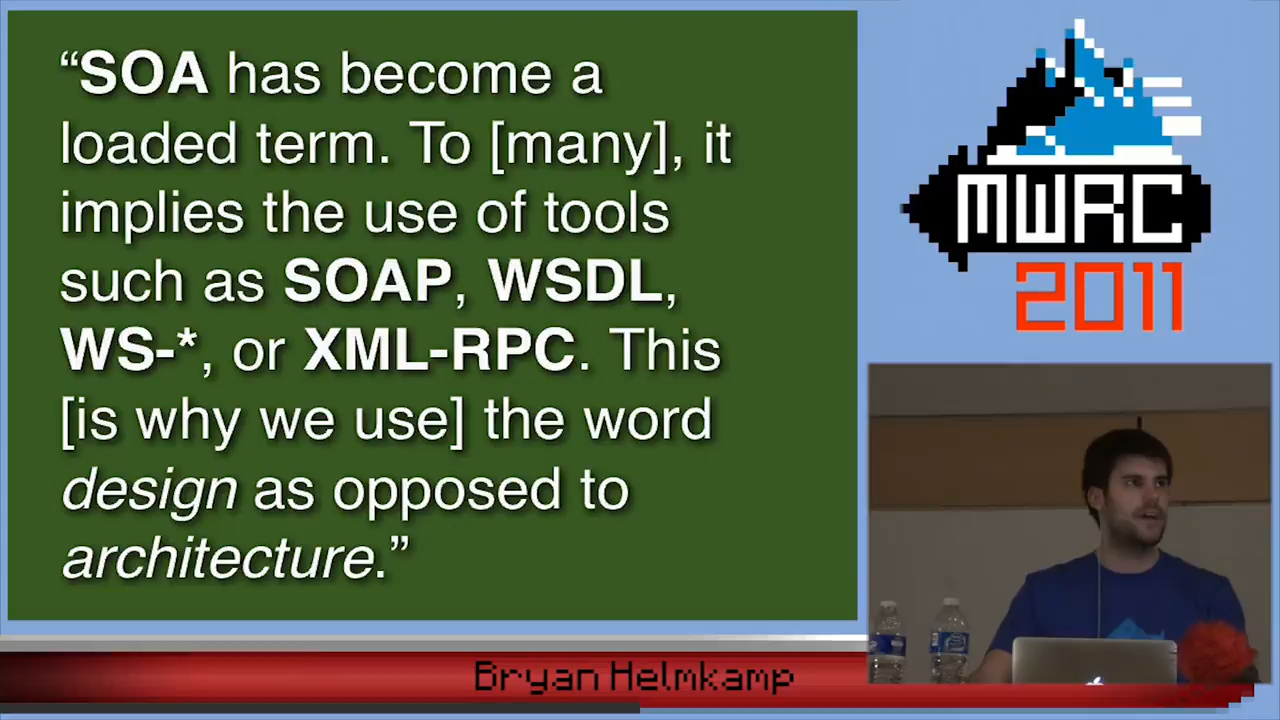 “SOA has become a
loaded term. To [many], it
implies the use of tools
such as SOAP, WSDL,
WS-*, or XML-RPC. This
[is why we use] the word
design as opposed to
architecture.”
MWRC
2011
Bryan Helmkamp